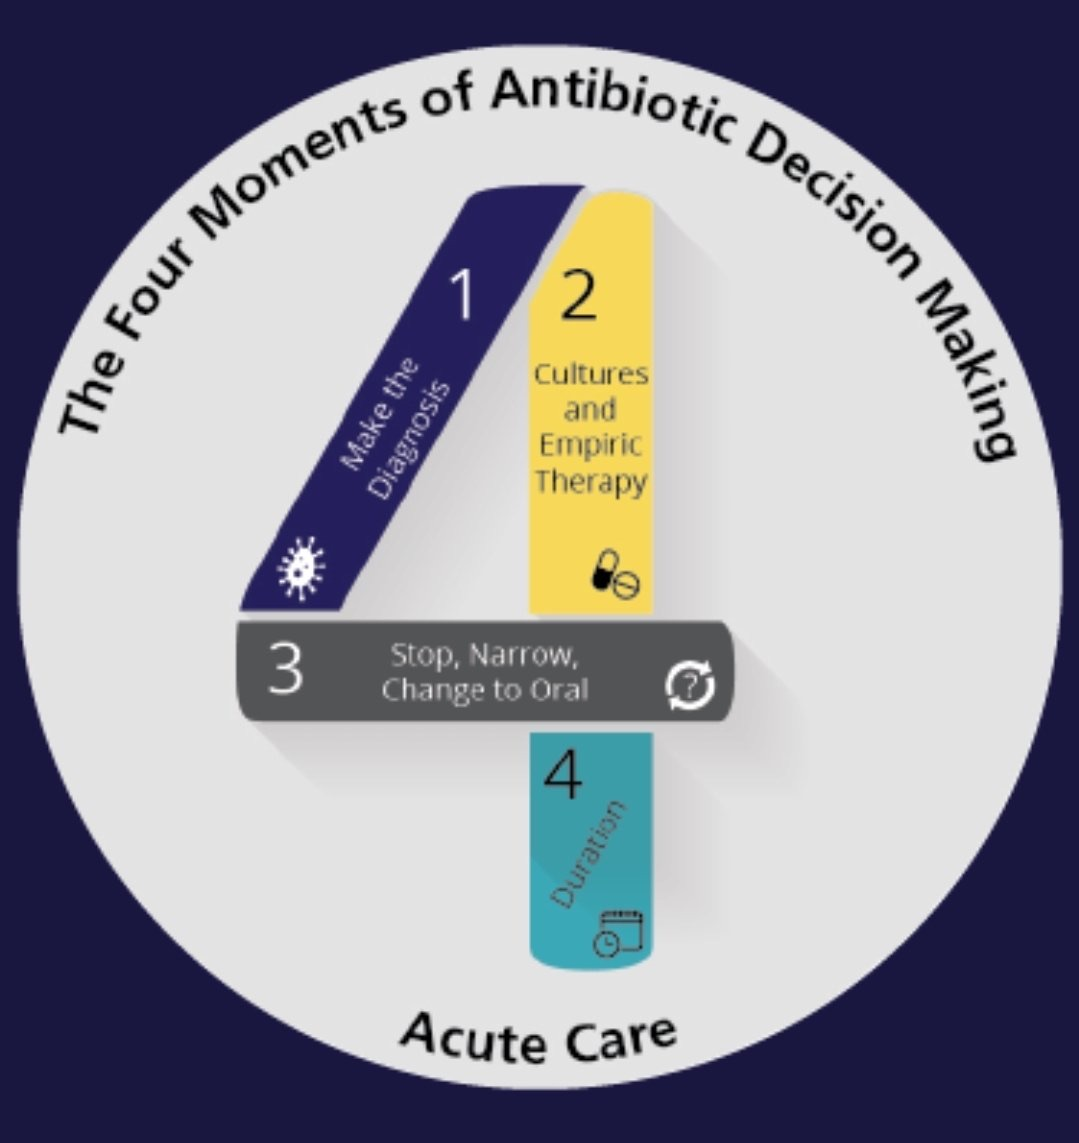 The Four Moments of Antibiotic Decision Making
1
Make the
Diagnosis
2
Cultures
and
Empiric
Therapy
3
Stop, Narrow,
Change to Oral
?
4
Duration
Acute Care